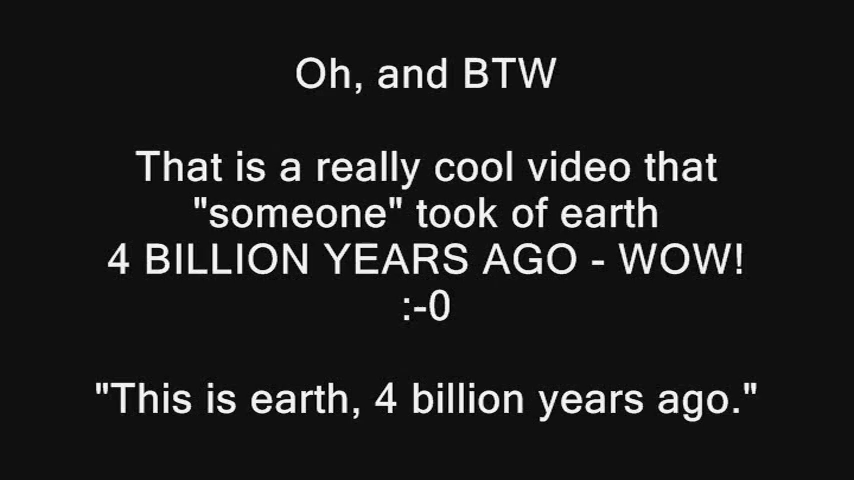 Oh, and BTW
That is a really cool video that
"someone" took of earth
4 BILLION YEARS AGO - WOW!
:-0
"This is earth, 4 billion years ago."